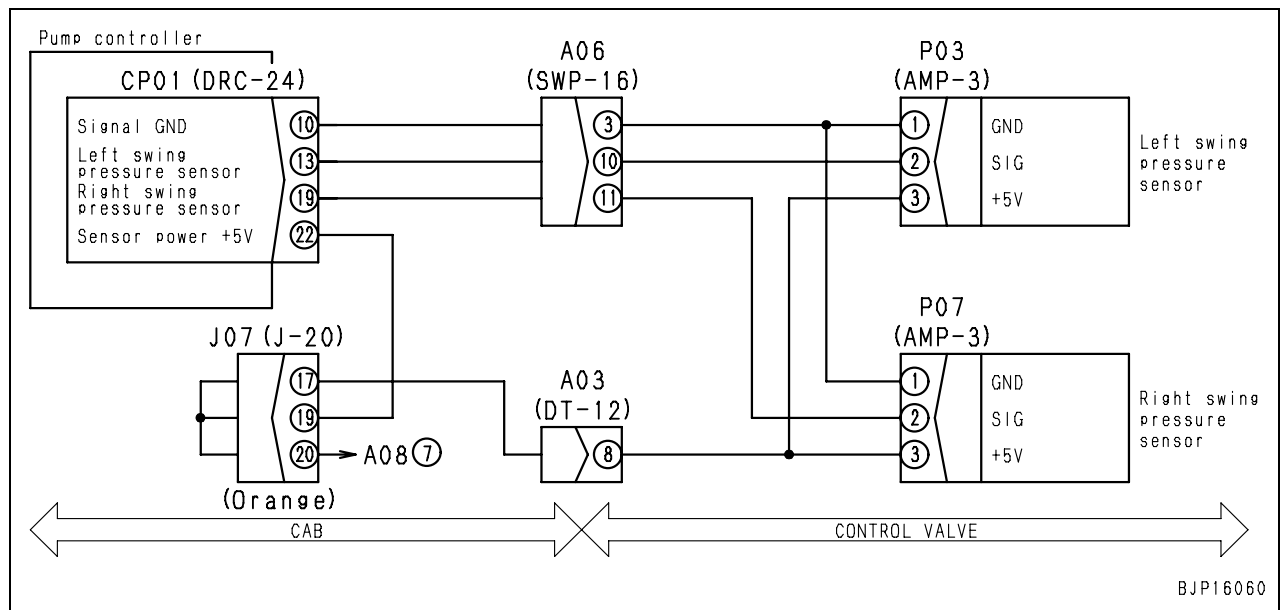 Pump controller
CP01 (DRC-24)
Signal GND
10
Left swing
pressure sensor
13
Right swing
pressure sensor
19
Sensor power +5V
22
A06
(SWP-16)
3
10
11
P03
(AMP-3)
1 GND
2 SIG
3 +5V
Left swing
pressure
sensor
J07 (J-20)
17
19
20
A08 7
(Orange)
A03
(DT-12)
8
P07
(AMP-3)
1 GND
2 SIG
3 +5V
Right swing
pressure
sensor
CAB
CONTROL VALVE
BJP16060